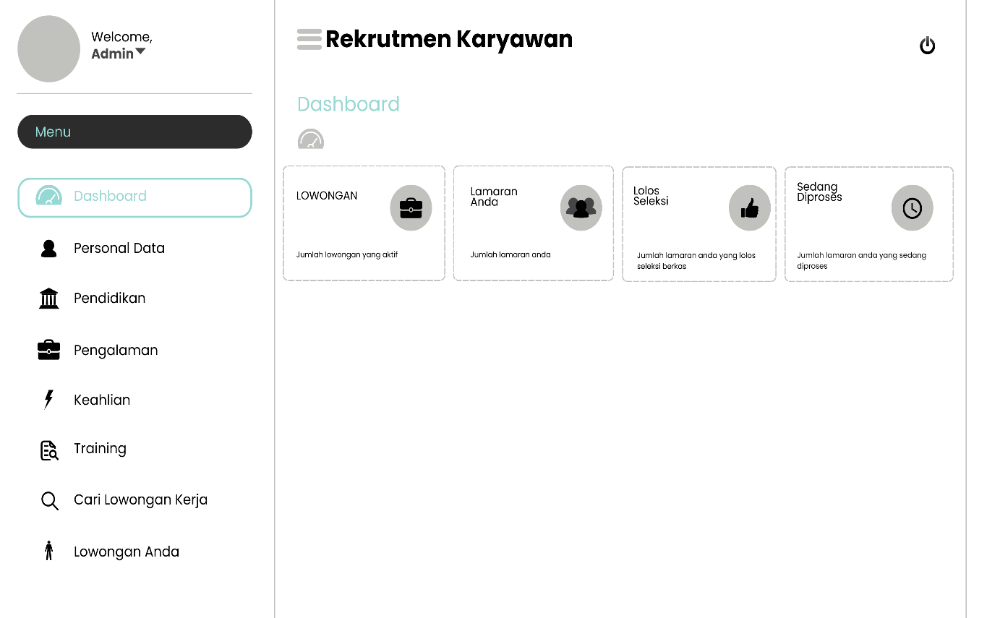 Welcome,
Admin
Menu
Dashboard
Personal Data
Pendidikan
Pengalaman
Keahlian
Training
Cari Lowongan Kerja
Lowongan Anda
Rekrutmen Karyawan
Dashboard
LOWONGAN
Jumlah lowongan yang aktif
Lamaran
Anda
Jumlah lamaran anda
Lolos
Seleksi
Jumlah lamaran anda yang lolos
seleksi berkas
Sedang
Diproses
Jumlah lamaran anda yang sedang
diproses